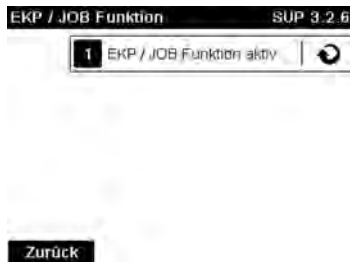 EKP / JOB Funktion SUP 3.2.6
1 EKP / JOB Funktion aktiv
Zurück